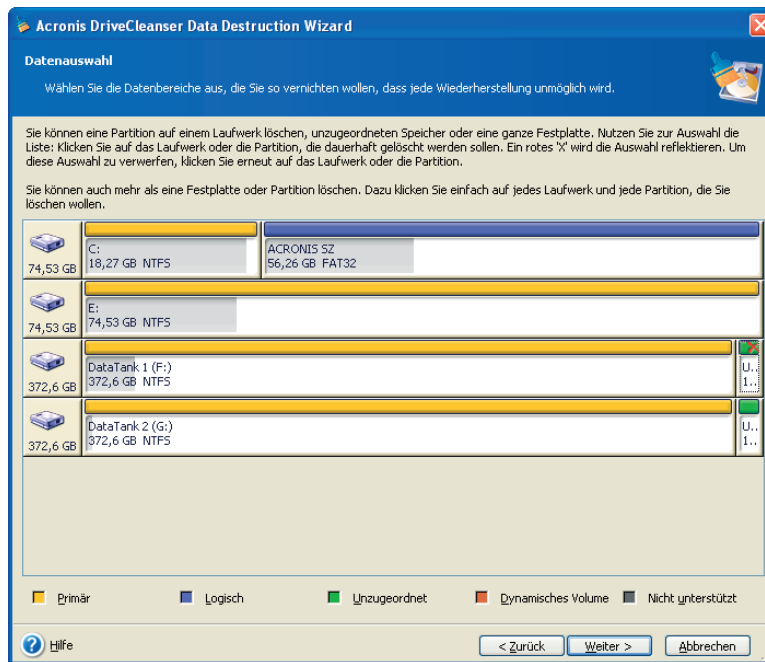 Acronis DriveCleanser Data Destruction Wizard
Datenauswahl
Wählen Sie die Datenbereiche aus, die Sie so vernichten wollen, dass jede Wiederherstellung unmöglich wird.
Sie können eine Partition auf einem Laufwerk löschen, unzugeordneten Speicher oder eine ganze Festplatte. Nutzen Sie zur Auswahl die
Liste: Klicken Sie auf das Laufwerk oder die Partition, die dauerhaft gelöscht werden sollen. Ein rotes 'X' wird die Auswahl reflektieren. Um
diese Auswahl zu verwerfen, klicken Sie erneut auf das Laufwerk oder die Partition.
Sie können auch mehr als eine Festplatte oder Partition löschen. Dazu klicken Sie einfach auf jedes Laufwerk und jede Partition, die Sie
löschen wollen.
C: ACRONIS SZ
74,53 GB 18,27 GB NTFS 56,26 GB FAT32
E:
74,53 GB 74,53 GB NTFS
DataTank 1 (F:) U..
372,6 GB 372,6 GB NTFS 1..
DataTank 2 (G:) U..
372,6 GB 372,6 GB NTFS 1..
Primär Logisch Unzugeordnet Dynamisches Volume Nicht unterstützt
Hilfe < Zurück Weiter > Abbrechen